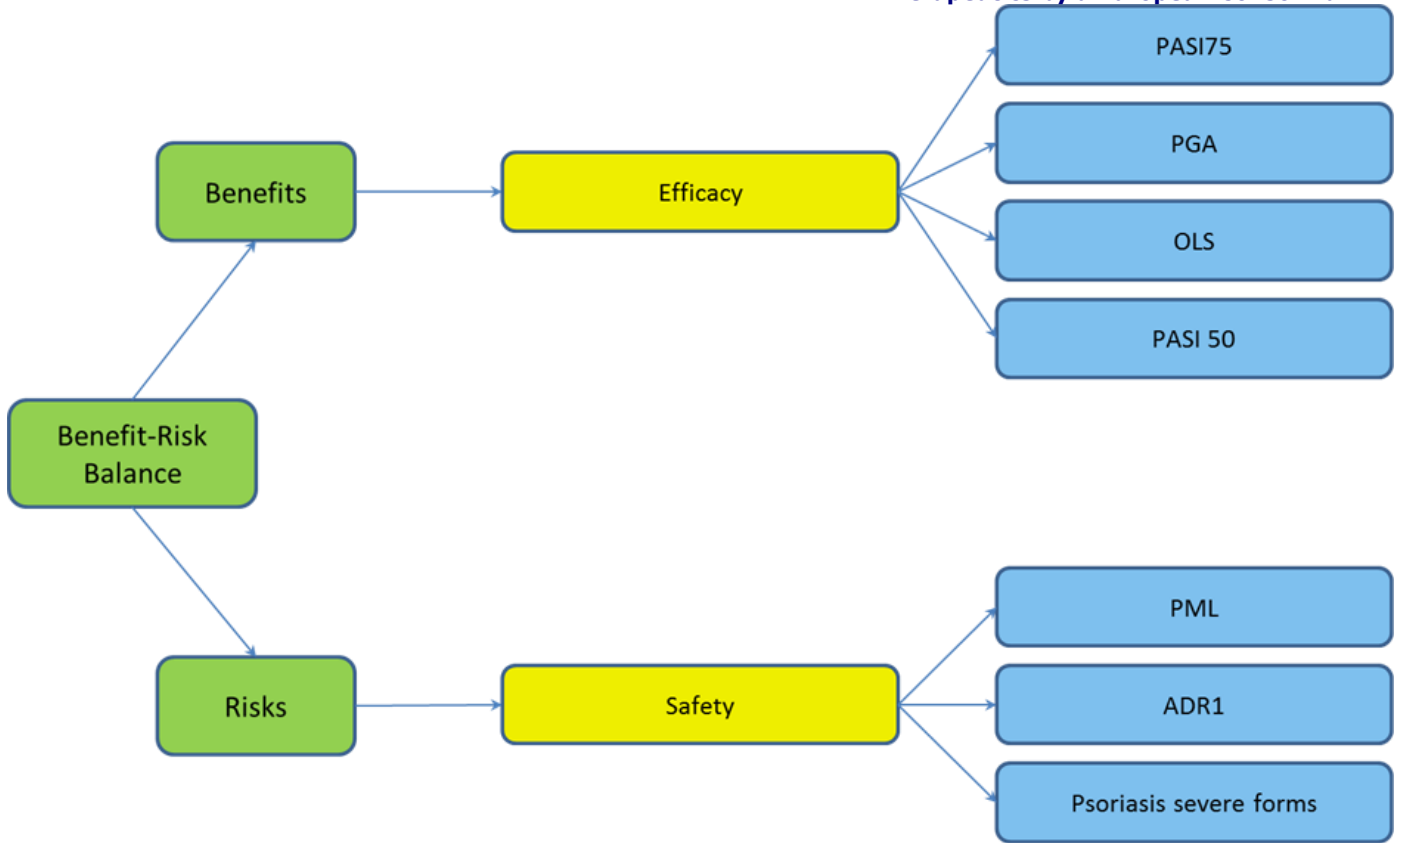 PASI75
PGA
Benefits
Efficacy
OLS
PASI 50
Benefit-Risk
Balance
PML
Risks
Safety
ADR1
Psoriasis severe forms